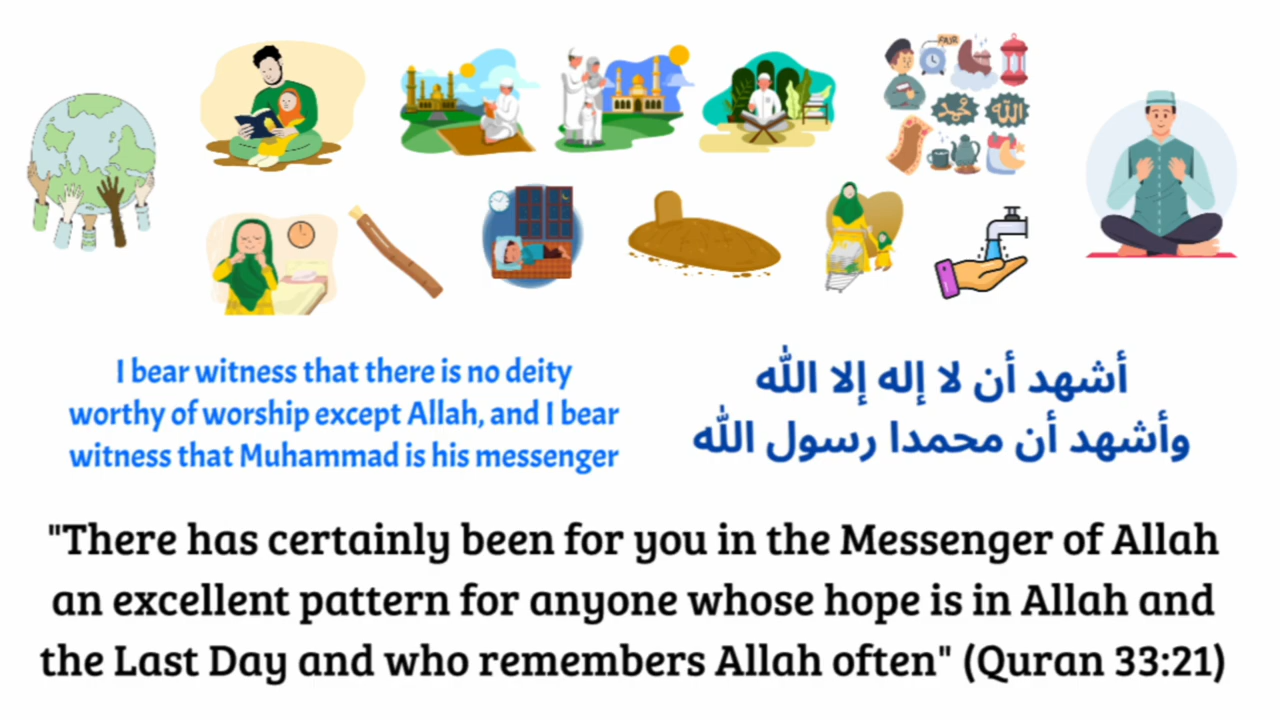 FAJR
محمد
الله
I bear witness that there is no deity
worthy of worship except Allah, and I bear
witness that Muhammad is his messenger
أشهد أن لا إله إلا الله
وأشهد أن محمدا رسول الله
"There has certainly been for you in the Messenger of Allah
an excellent pattern for anyone whose hope is in Allah and
the Last Day and who remembers Allah often" (Quran 33:21)